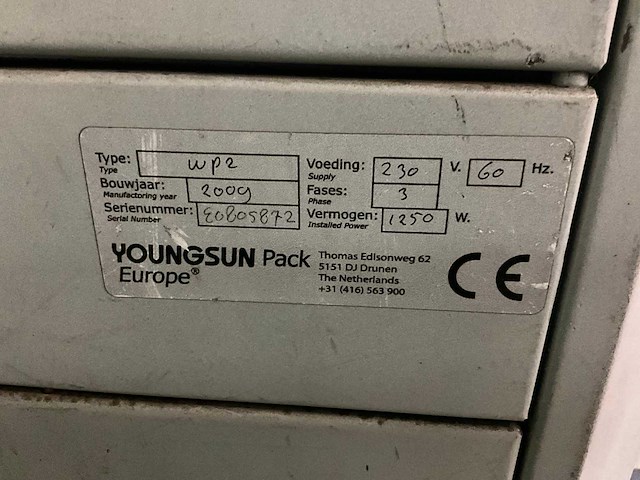 Type: wp2
Type
Bouwjaar: 2009
Manufactoring year
Serienummer: E0805872
Serial Number
Voeding: 230 V. 60 Hz.
Supply
Fases: 3
Phase
Vermogen: 1250 W.
Installed Power
YOUNGSUN Pack
Europe®
Thomas Edisonweg 62
5151 DJ Drunen
The Netherlands
+31 (416) 563 900
CE